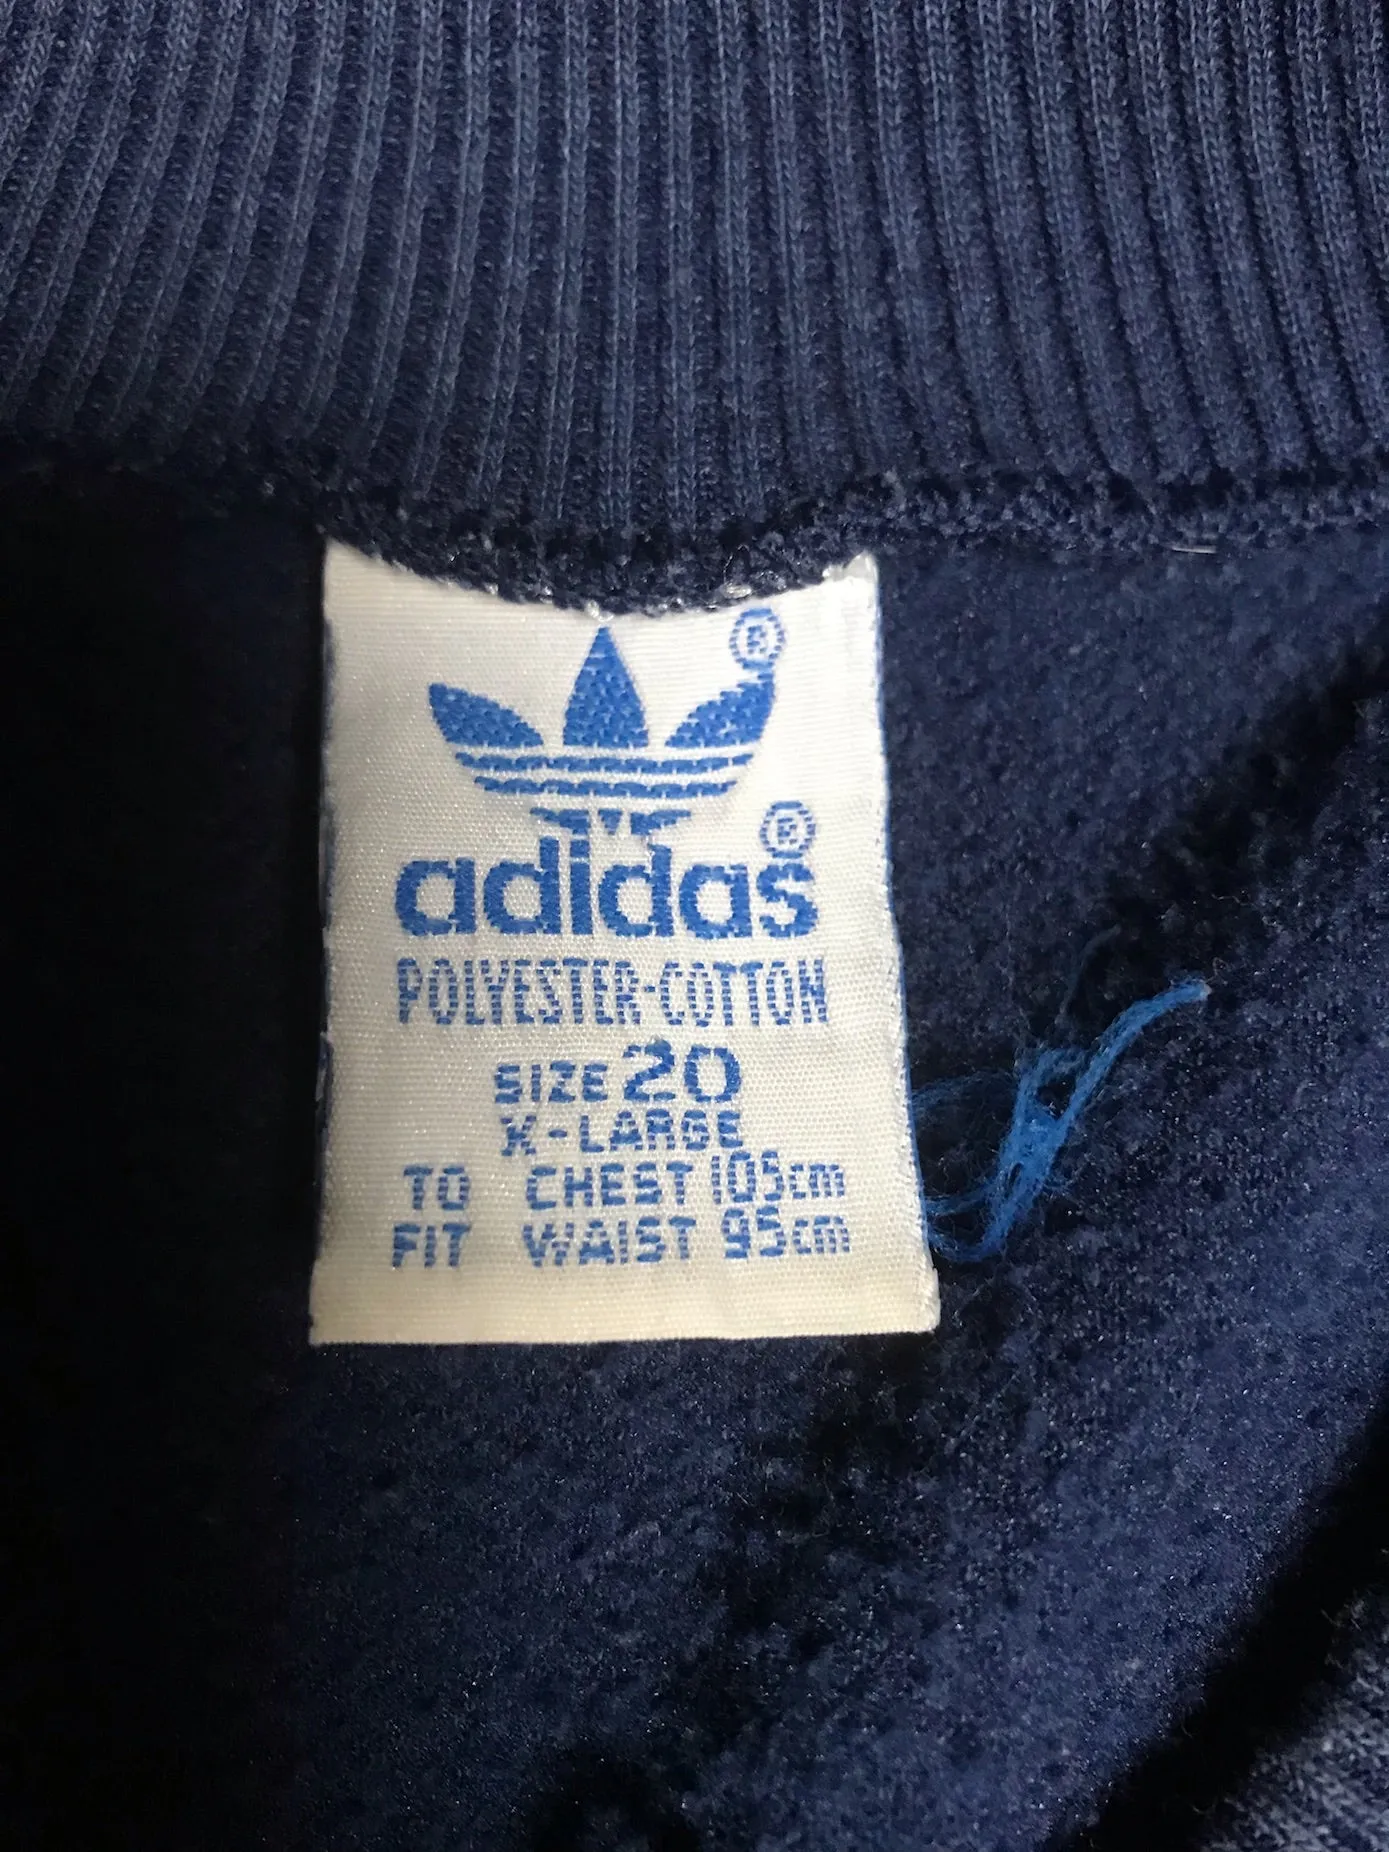 ®
adidas®
POLYESTER-COTTON
SIZE 20
X-LARGE
TO CHEST 105cm
FIT WAIST 95cm